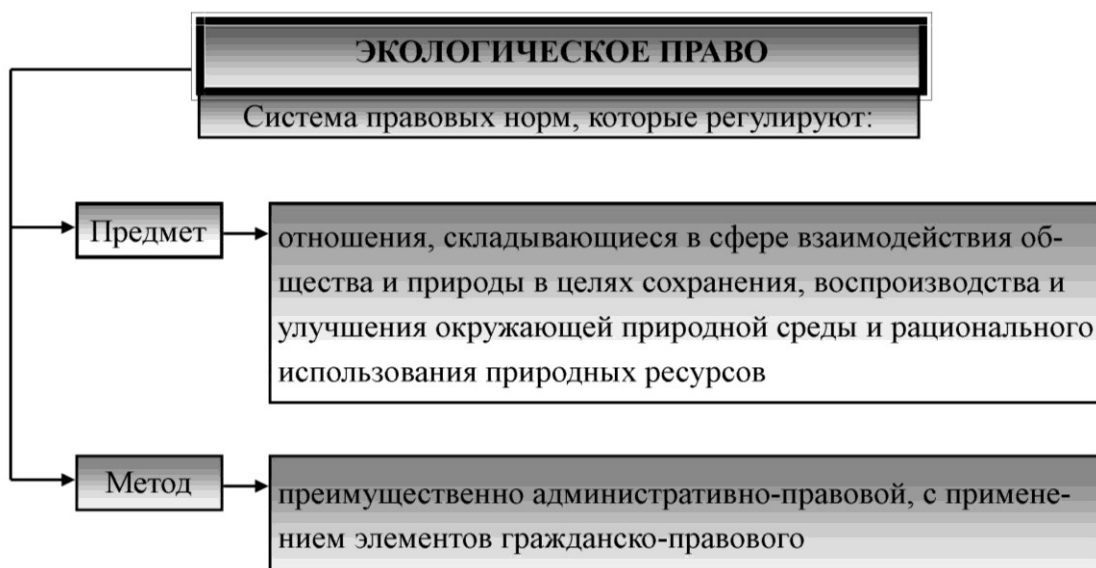 ЭКОЛОГИЧЕСКОЕ ПРАВО
Система правовых норм, которые регулируют:
Предмет
отношения, складывающиеся в сфере взаимодействия об-
щества и природы в целях сохранения, воспроизводства и
улучшения окружающей природной среды и рационального
использования природных ресурсов
Метод
преимущественно административно-правовой, с примене-
нием элементов гражданско-правового